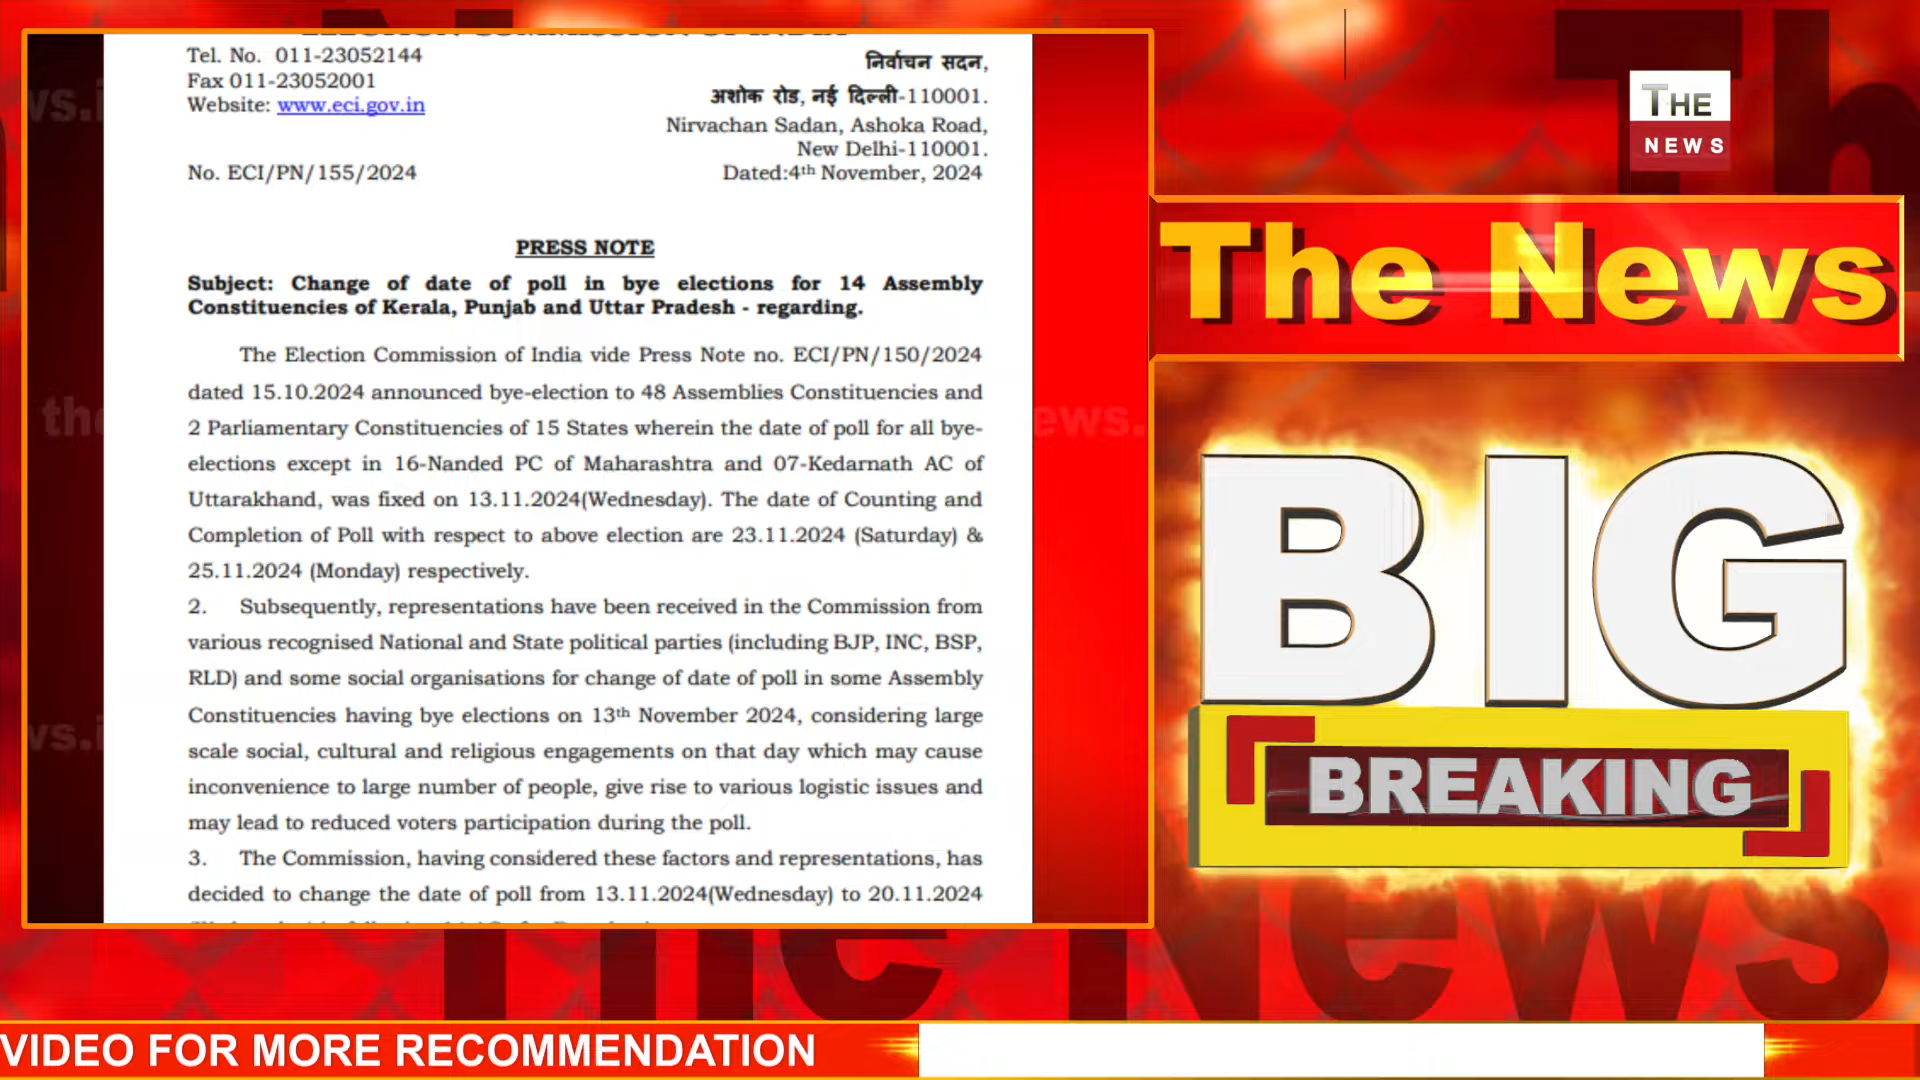 ELECTION COMMISSION OF INDIA
Tel. No. 011-23052144
Fax 011-23052001
Website: www.eci.gov.in
निर्वाचन सदन,
अशोक रोड, नई दिल्ली-110001.
Nirvachan Sadan, Ashoka Road,
New Delhi-110001.
No. ECI/PN/155/2024
Dated:4th November, 2024
PRESS NOTE
Subject: Change of date of poll in bye elections for 14 Assembly
Constituencies of Kerala, Punjab and Uttar Pradesh - regarding.
The Election Commission of India vide Press Note no. ECI/PN/150/2024
dated 15.10.2024 announced bye-election to 48 Assemblies Constituencies and
2 Parliamentary Constituencies of 15 States wherein the date of poll for all bye-
elections except in 16-Nanded PC of Maharashtra and 07-Kedarnath AC of
Uttarakhand, was fixed on 13.11.2024(Wednesday). The date of Counting and
Completion of Poll with respect to above election are 23.11.2024 (Saturday) &
25.11.2024 (Monday) respectively.
2. Subsequently, representations have been received in the Commission from
various recognised National and State political parties (including BJP, INC, BSP,
RLD) and some social organisations for change of date of poll in some Assembly
Constituencies having bye elections on 13th November 2024, considering large
scale social, cultural and religious engagements on that day which may cause
inconvenience to large number of people, give rise to various logistic issues and
may lead to reduced voters participation during the poll.
3. The Commission, having considered these factors and representations, has
decided to change the date of poll from 13.11.2024(Wednesday) to 20.11.2024
THE
NEWS
The News
BIG
BREAKING
The News
VIDEO FOR MORE RECOMMENDATION